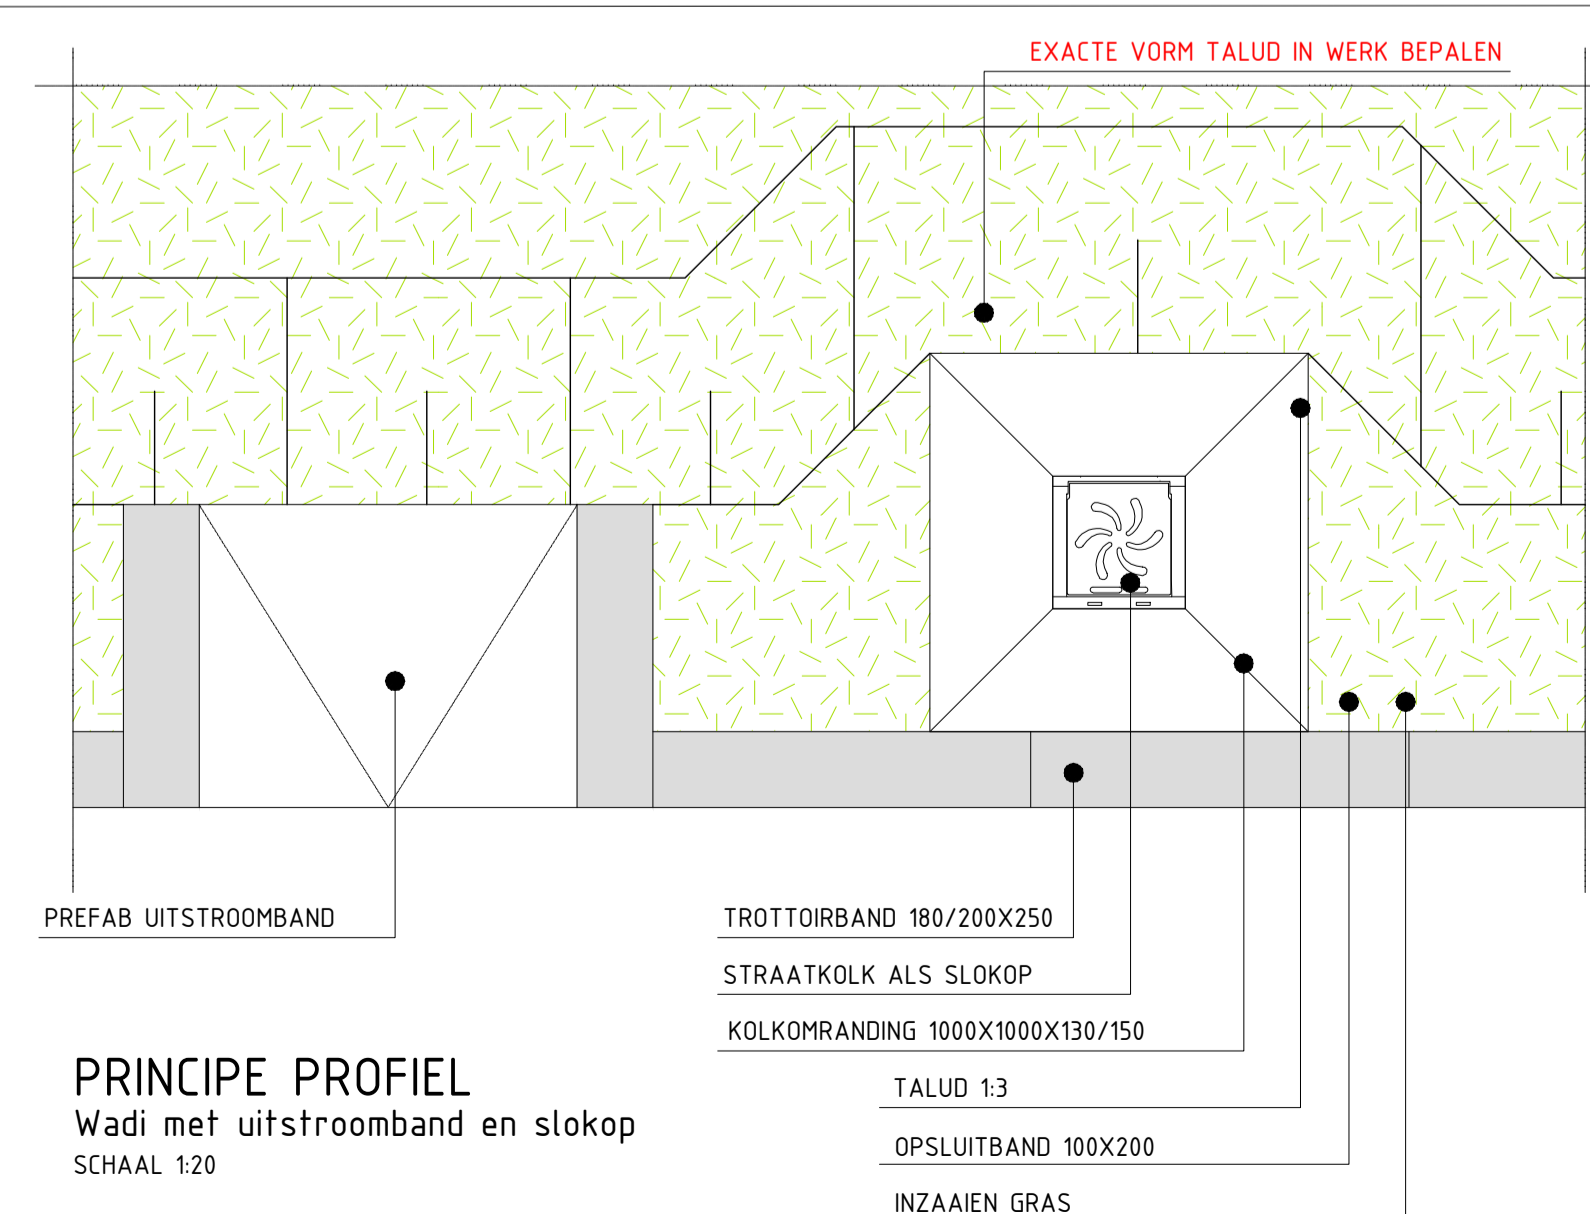 EXACTE VORM TALUD IN WERK BEPALEN
PREFAB UITSTROOMBAND
TROTTOIRBAND 180/200X250
STRAATKOLK ALS SLOKOP
KOLKOMRANDING 1000X1000X130/150
TALUD 1:3
OPSLUITBAND 100X200
INZAAIEN GRAS
PRINCIPE PROFIEL
Wadi met uitstroomband en slokop
SCHAAL 1:20